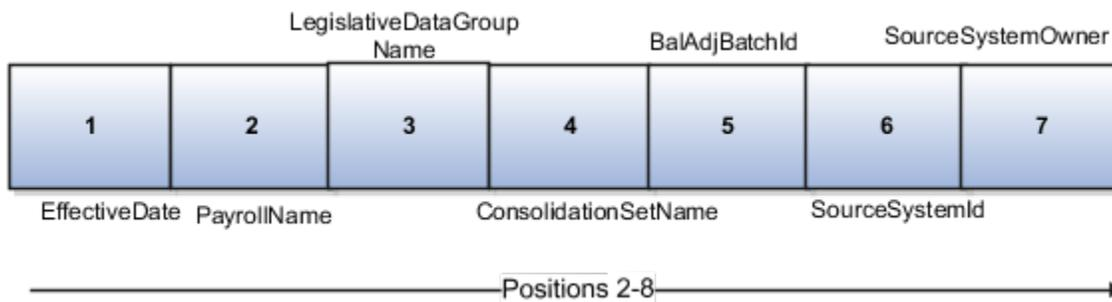 LegislativeDataGroup
Name
BalAdjBatchId
SourceSystemOwner
1
2
3
4
5
6
7
EffectiveDate
PayrollName
ConsolidationSetName
SourceSystemId
Positions 2-8